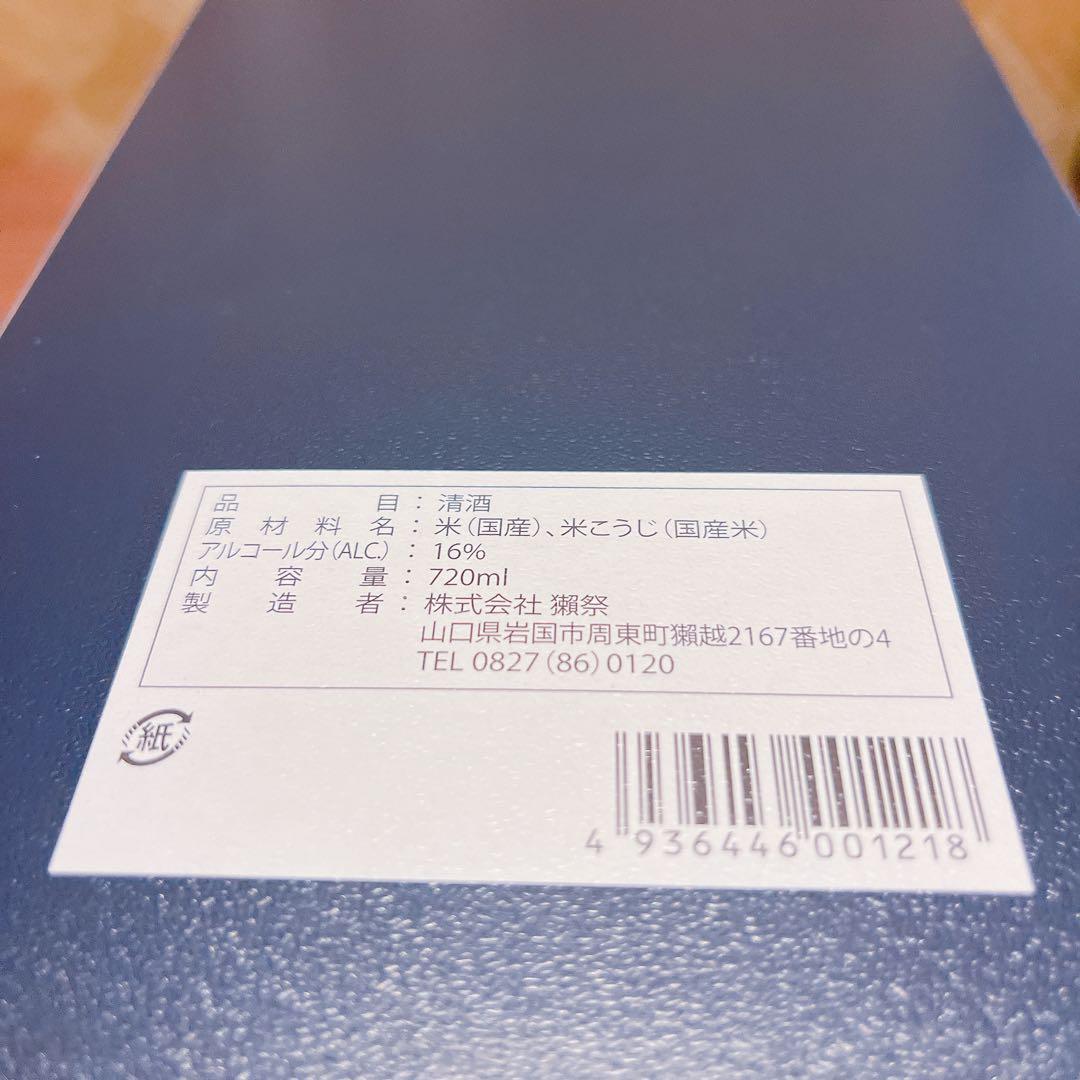 品目：清酒
原材料名：米（国産）、米こうじ（国産米）
アルコール分（ALC.）：16%
内容量：720ml
製造者：株式会社 獺祭
山口県岩国市周東町獺越2167番地の4
TEL 0827（86）0120
紙
4 936446 001218